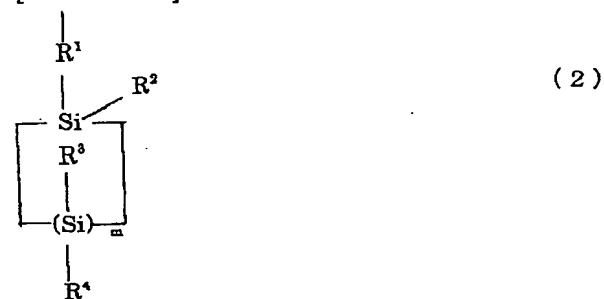 R¹
R²
(2)
Si
R³
(Si)m
R⁴